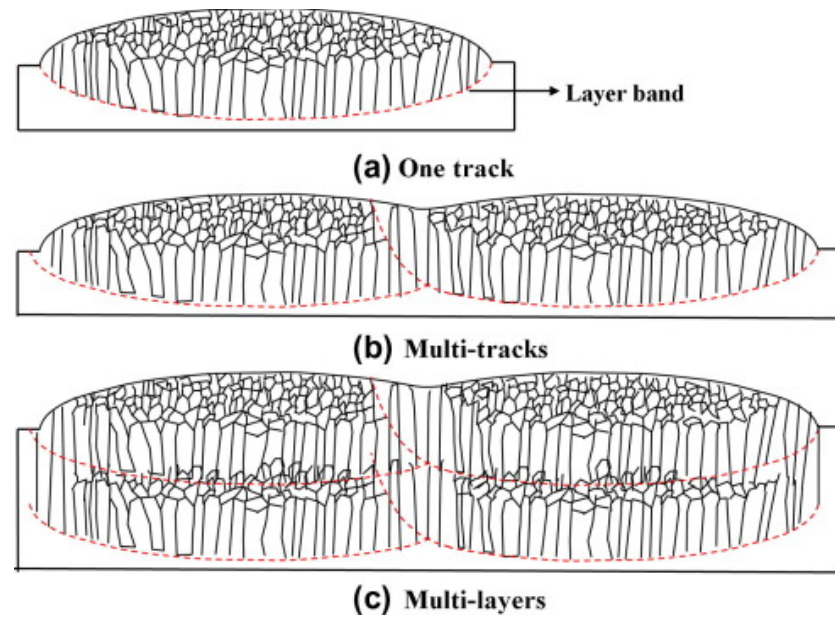 Layer band
(a) One track
(b) Multi-tracks
(c) Multi-layers